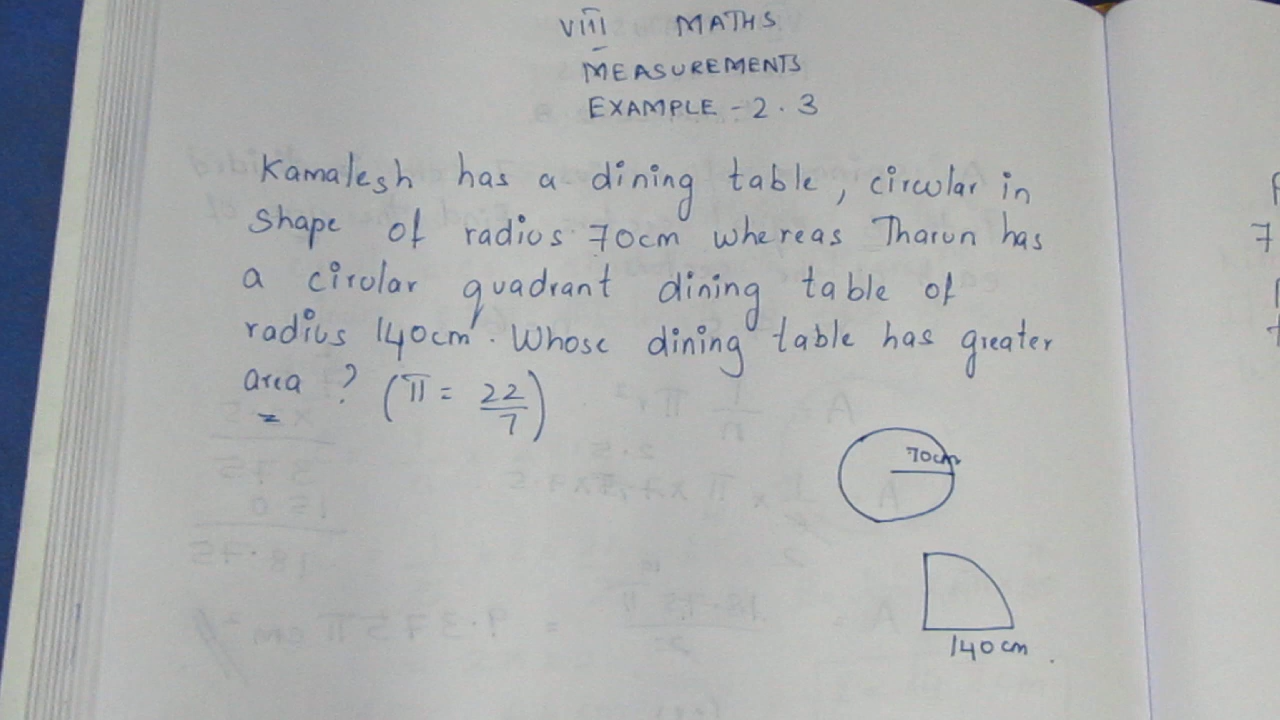 VIII MATHS
MEASUREMENTS
EXAMPLE - 2.3
Kamalesh has a dining table, circular in
shape of radius 70cm whereas Tharun has
a cirular quadrant dining table of
radius 140cm. Whose dining table has greater
area? (π = 22/7)
70cm
140 cm